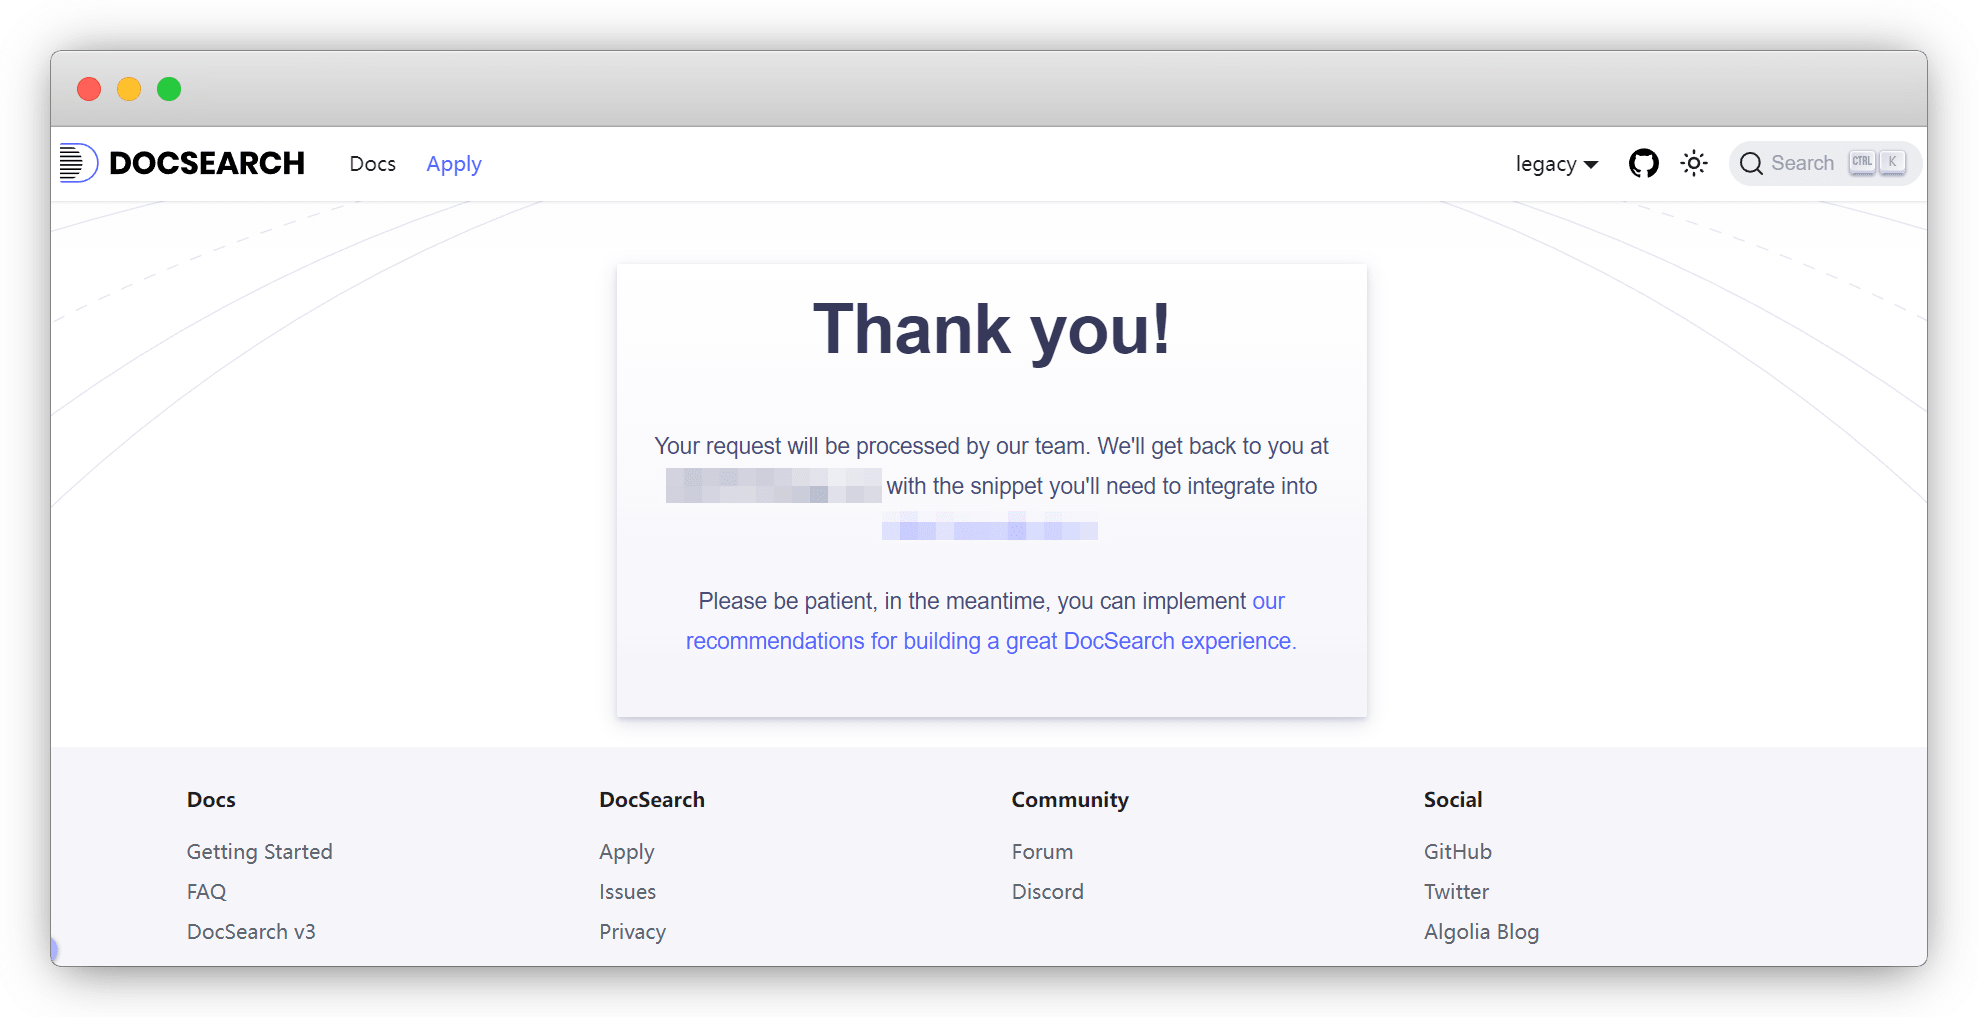 DOCSEARCH Docs Apply legacy Search CTRL K
Thank you!
Your request will be processed by our team. We'll get back to you at
with the snippet you'll need to integrate into
Please be patient, in the meantime, you can implement our
recommendations for building a great DocSearch experience.
Docs
Getting Started
FAQ
DocSearch v3
DocSearch
Apply
Issues
Privacy
Community
Forum
Discord
Social
GitHub
Twitter
Algolia Blog